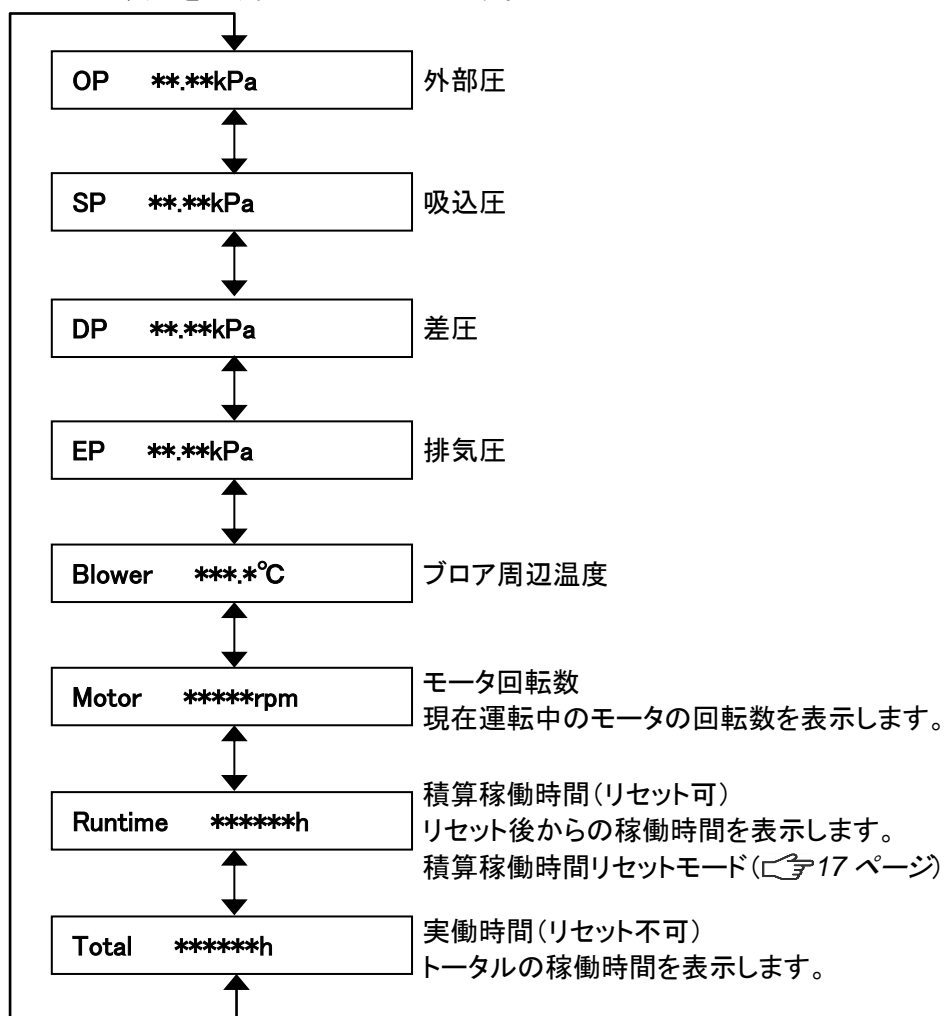 OP **.**kPa 外部圧
SP **.**kPa 吸込圧
DP **.**kPa 差圧
EP **.**kPa 排気圧
Blower ***.*℃ ブロア周辺温度
Motor *****rpm モータ回転数
現在運転中のモータの回転数を表示します。
Runtime ******h 積算稼働時間(リセット可)
リセット後からの稼働時間を表示します。
積算稼働時間リセットモード(17 ページ)
Total ******h 実働時間(リセット不可)
トータルの稼働時間を表示します。